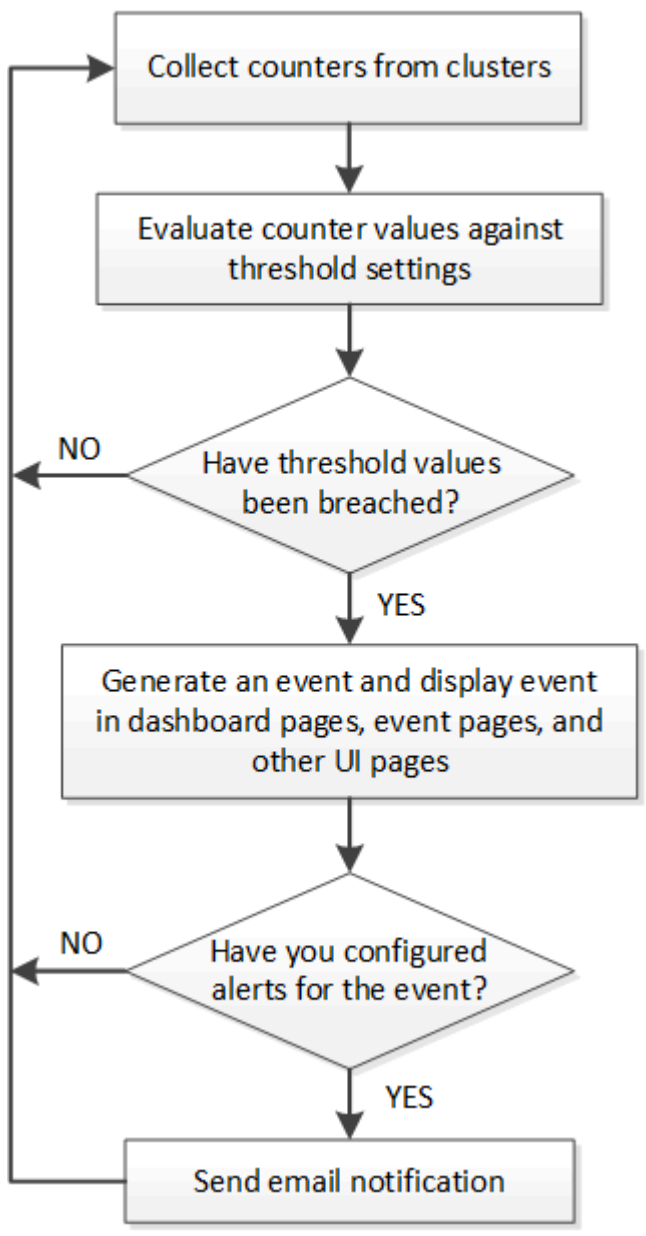 Collect counters from clusters
Evaluate counter values against
threshold settings
NO
Have threshold values
been breached?
YES
Generate an event and display event
in dashboard pages, event pages, and
other UI pages
NO
Have you configured
alerts for the event?
YES
Send email notification